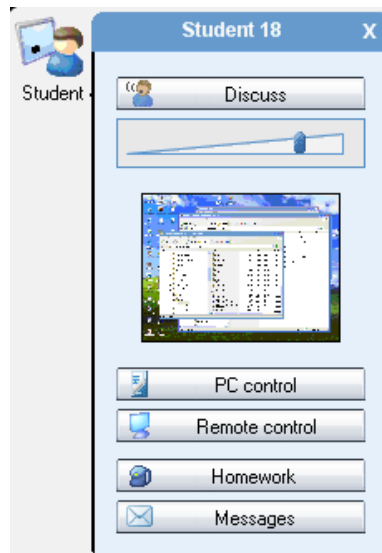 Student 18 X
Student
Discuss
PC control
Remote control
Homework
Messages